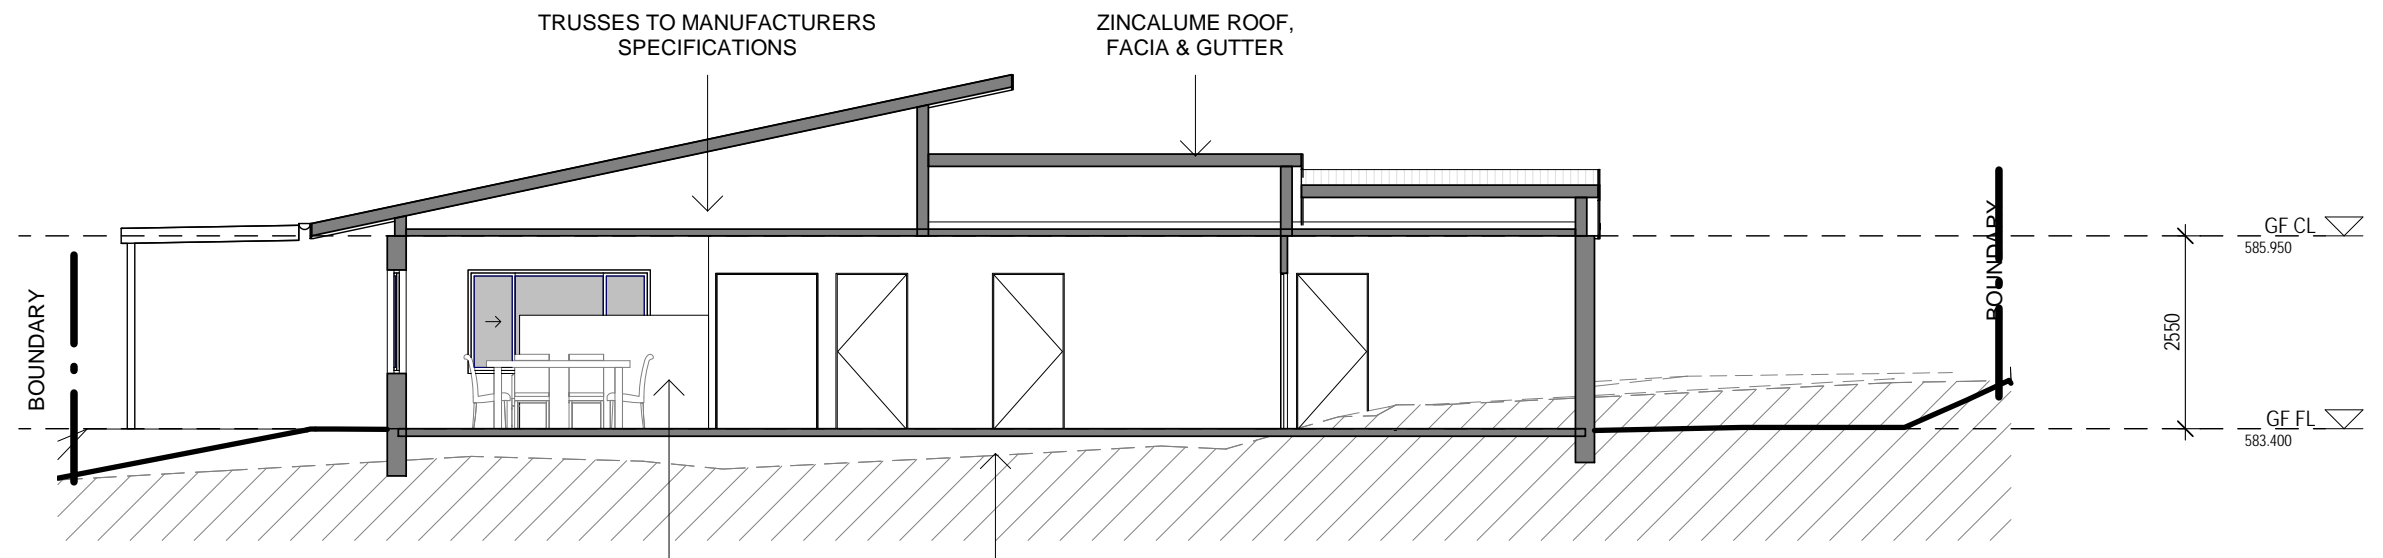 TRUSSES TO MANUFACTURERS
SPECIFICATIONS
ZINCALUME ROOF,
FACIA & GUTTER
BOUNDARY
BOUNDARY
GF CL
585.950
2550
GF FL
583.400